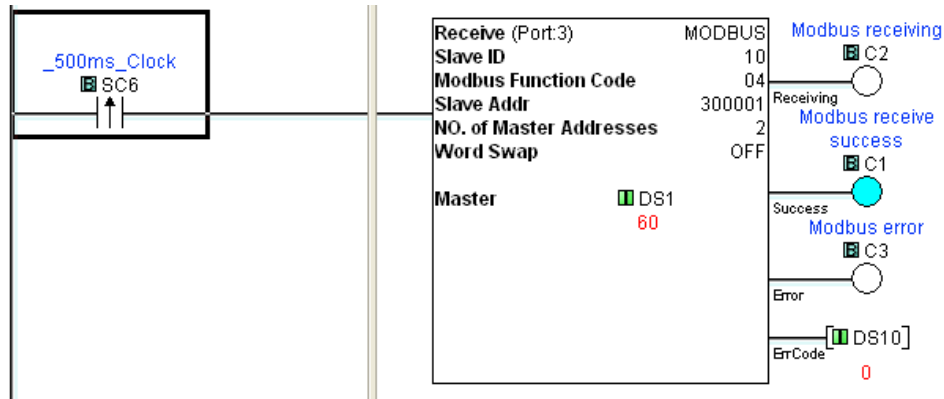 _500ms_Clock
SC6
Receive (Port:3) MODBUS
Slave ID 10
Modbus Function Code 04
Slave Addr 300001
NO. of Master Addresses 2
Word Swap OFF
Master DS1
60
Modbus receiving
C2
Receiving
Modbus receive
success
C1
Success
Modbus error
C3
Error
[DS10]
ErrCode
0